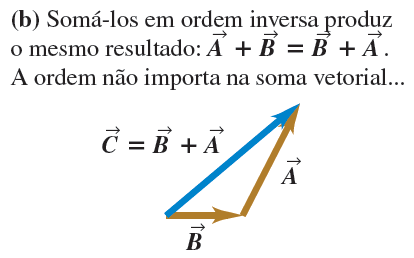 (b) Somá-los em ordem inversa produz
o mesmo resultado: A⃗ + B⃗ = B⃗ + A⃗.
A ordem não importa na soma vetorial...
C⃗ = B⃗ + A⃗
A⃗
B⃗